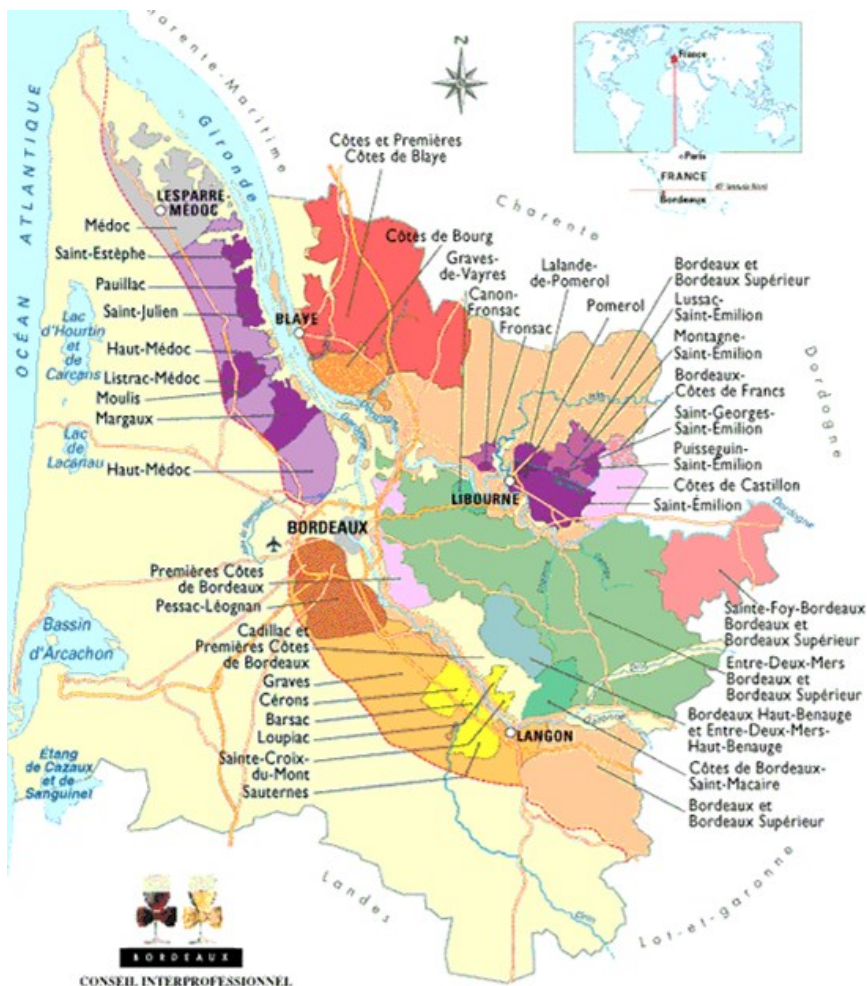 Charente-Maritime
N
OCÉAN ATLANTIQUE
Gironde
France
Paris
FRANCE
Bordeaux
Côtes et Premières
Côtes de Blaye
LESPARRE
MÉDOC
Charente
Médoc
Côtes de Bourg
Graves-
de-Vayres
Lalande-
de-Pomerol
Bordeaux et
Bordeaux Supérieur
Saint-Estèphe
Canon-
Fronsac
Pomerol
Lussac-
Saint-Émilion
Pauillac
Fronsac
Montagne-
Saint-Émilion
Saint-Julien
BLAYE
Lac
d'Hourtin
et de
Carcans
Bordeaux-
Côtes de Francs
Dordogne
Haut-Médoc
Listrac-Médoc
Moulis
Saint-Georges-
Saint-Émilion
Margaux
Puisseguin-
Saint-Émilion
Lac de
Lacanau
Haut-Médoc
Côtes de Castillon
LIBOURNE
Saint-Émilion
Dordogne
BORDEAUX
Premières Côtes
de Bordeaux
Pessac-Léognan
Sainte-Foy-Bordeaux
Bordeaux et
Bordeaux Supérieur
Bassin
d'Arcachon
Cadillac et
Premières Côtes
de Bordeaux
Entre-Deux-Mers
Bordeaux et
Bordeaux Supérieur
Graves
Cérons
Barsac
Loupiac
Bordeaux Haut-Benauge
et Entre-Deux-Mers-
Haut-Benauge
LANGON
Sainte-Croix-
du-Mont
Sauternes
Étang
de Cazaux
et de
Sanguinet
Côtes de Bordeaux-
Saint-Macaire
Bordeaux et
Bordeaux Supérieur
Landes
Lot-et-garonne
BORDEAUX
CONSEIL INTERPROFESSIONNEL